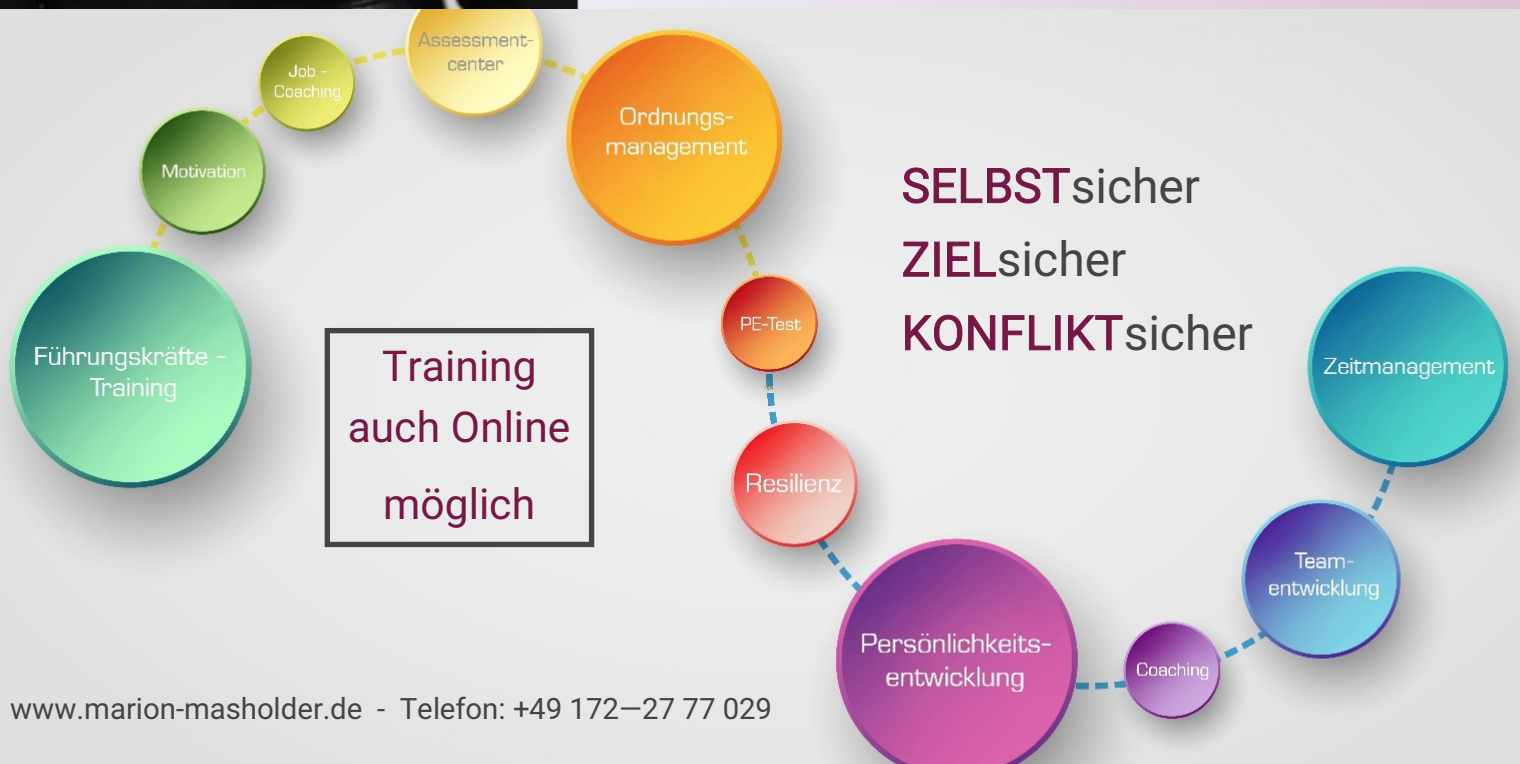 Assessment-
center
Job -
Coaching
Motivation
Führungskräfte -
Training
Ordnungs-
management
PE-Test
Resilienz
Persönlichkeits-
entwicklung
Coaching
Team-
entwicklung
Zeitmanagement
Training
auch Online
möglich
SELBSTsicher
ZIELsicher
KONFLIKTsicher
www.marion-masholder.de - Telefon: +49 172—27 77 029